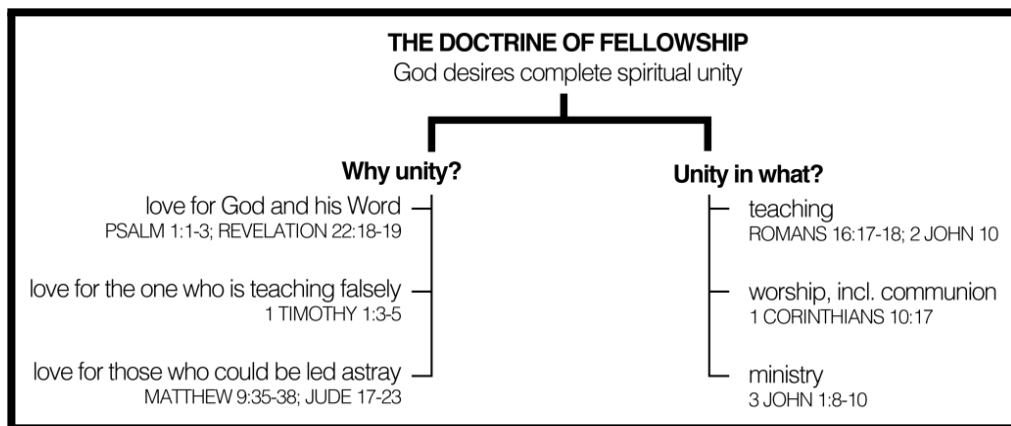 THE DOCTRINE OF FELLOWSHIP
God desires complete spiritual unity
Why unity?
love for God and his Word
PSALM 1:1-3; REVELATION 22:18-19
love for the one who is teaching falsely
1 TIMOTHY 1:3-5
love for those who could be led astray
MATTHEW 9:35-38; JUDE 17-23
Unity in what?
teaching
ROMANS 16:17-18; 2 JOHN 10
worship, incl. communion
1 CORINTHIANS 10:17
ministry
3 JOHN 1:8-10